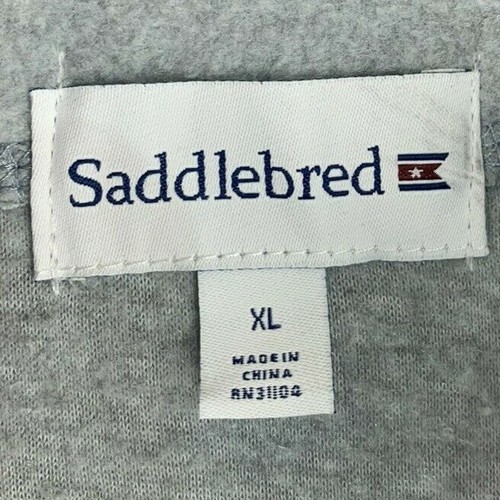 Saddlebred
XL
MADE IN
CHINA
RN31104